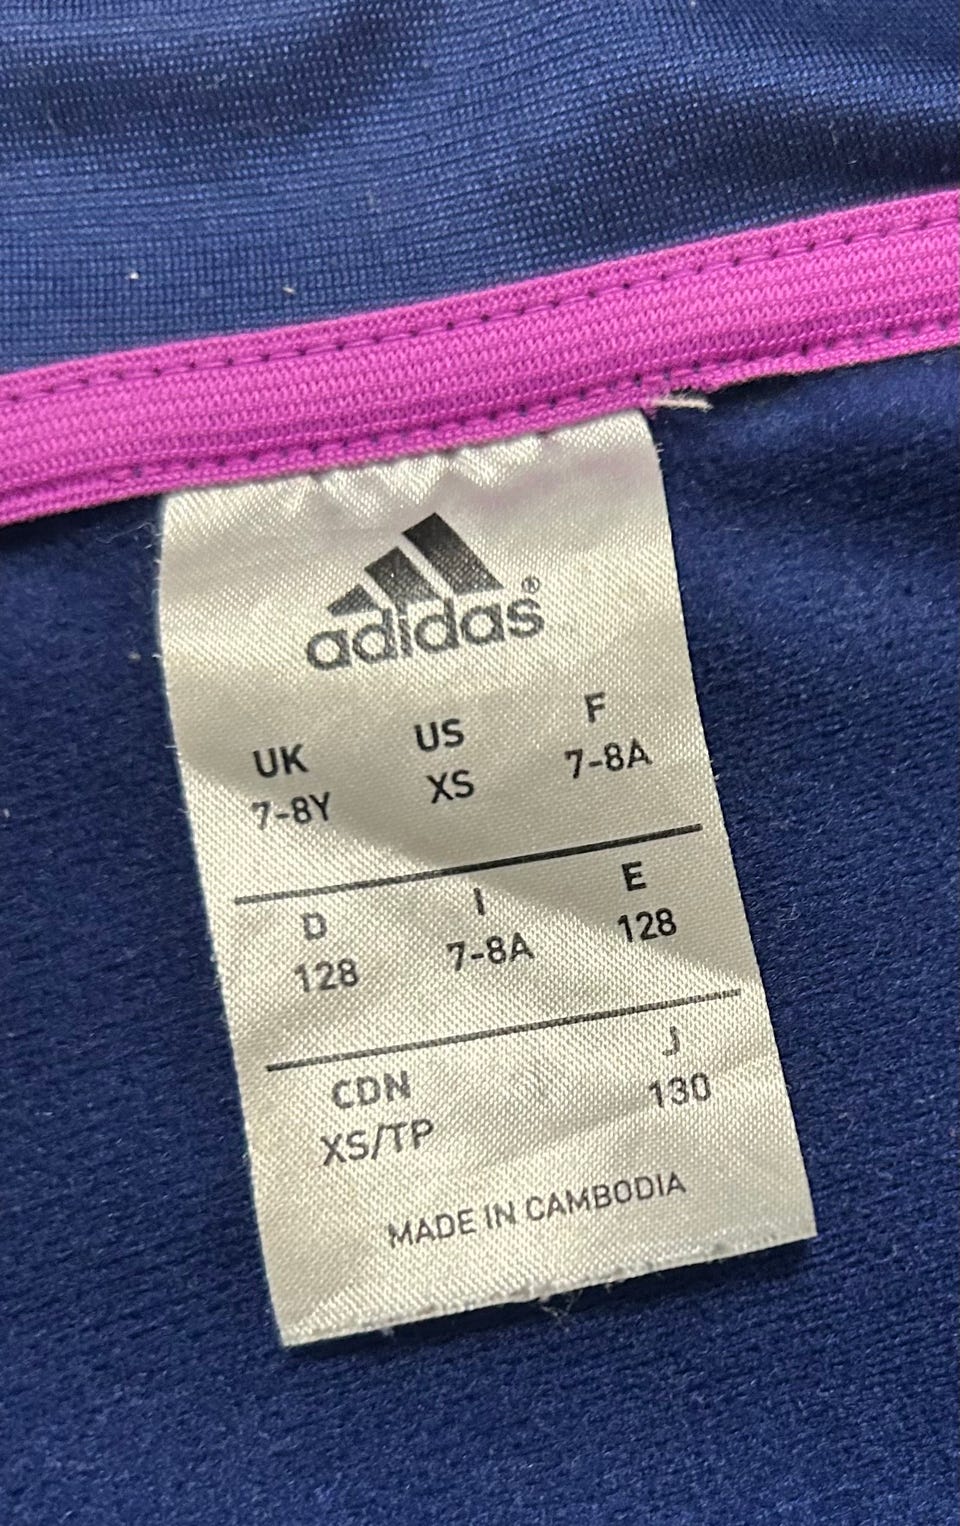 adidas®
UK US F
7-8Y XS 7-8A
D I E
128 7-8A 128
CDN J
XS/TP 130
MADE IN CAMBODIA